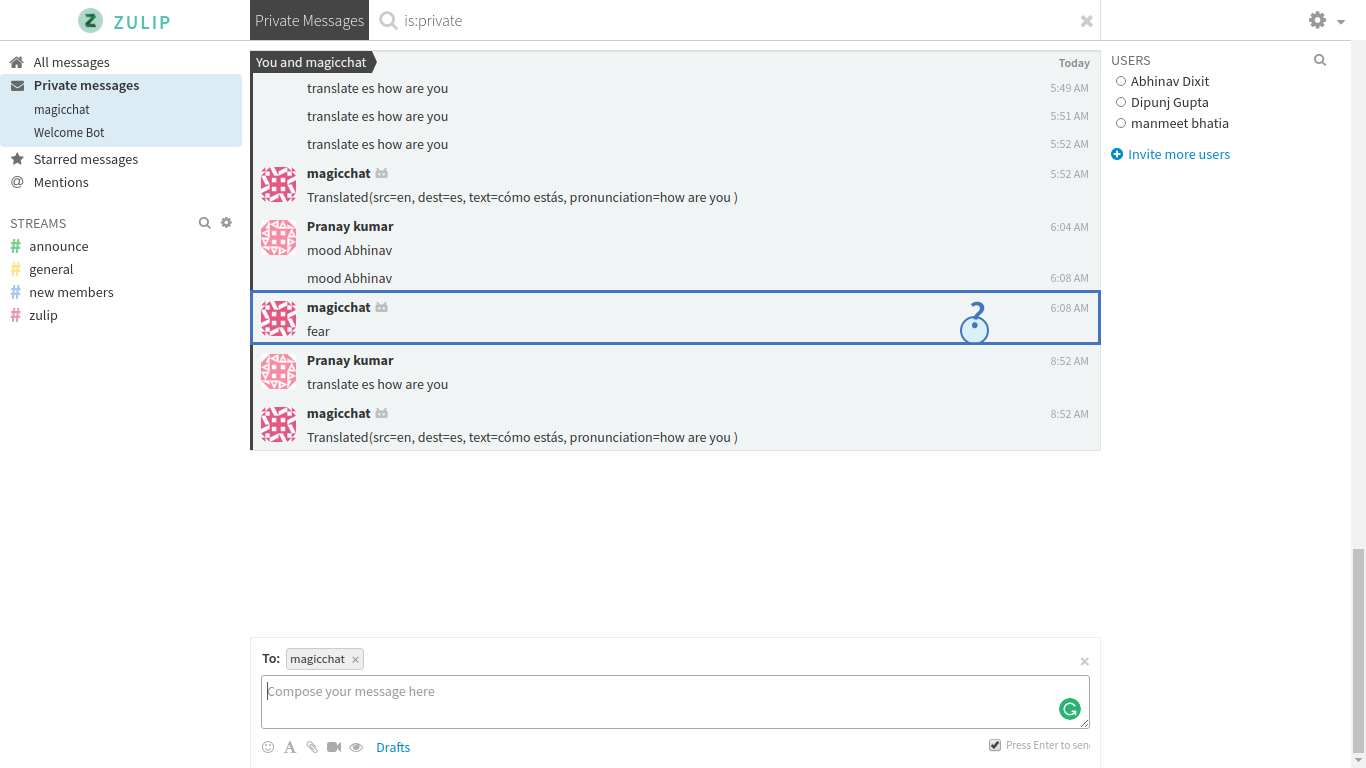 ZULIP
Private Messages
is:private
All messages
Private messages
magicchat
Welcome Bot
Starred messages
Mentions
STREAMS
# announce
# general
# new members
# zulip
You and magicchat
Today
translate es how are you 5:49 AM
translate es how are you 5:51 AM
translate es how are you 5:52 AM
magicchat 5:52 AM
Translated(src=en, dest=es, text=cómo estás, pronunciation=how are you )
Pranay kumar 6:04 AM
mood Abhinav
mood Abhinav 6:08 AM
magicchat ? 6:08 AM
fear
Pranay kumar 8:52 AM
translate es how are you
magicchat 8:52 AM
Translated(src=en, dest=es, text=cómo estás, pronunciation=how are you )
To: magicchat ×
Compose your message here
Drafts
Press Enter to sen
USERS
Abhinav Dixit
Dipunj Gupta
manmeet bhatia
Invite more users